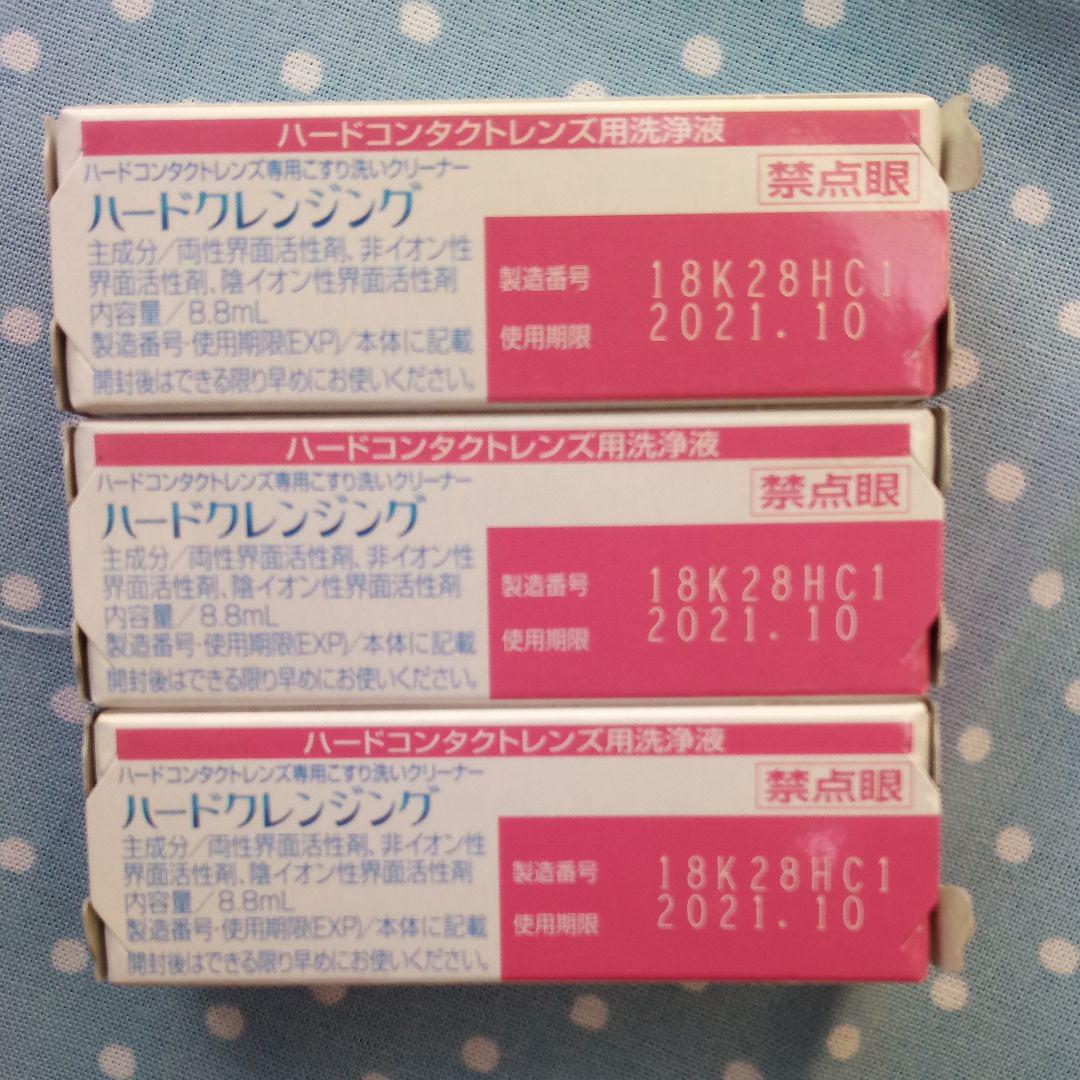 ハードコンタクトレンズ用洗浄液
ハードコンタクトレンズ専用こすり洗いクリーナー
禁点眼
ハードクレンジング
主成分/両性界面活性剤、非イオン性
界面活性剤、陰イオン性界面活性剤
内容量/8.8mL
製造番号・使用期限(EXP)/本体に記載
開封後はできる限り早めにお使いください。
製造番号 18K28HC1
使用期限 2021.10
ハードコンタクトレンズ用洗浄液
ハードコンタクトレンズ専用こすり洗いクリーナー
禁点眼
ハードクレンジング
主成分/両性界面活性剤、非イオン性
界面活性剤、陰イオン性界面活性剤
内容量/8.8mL
製造番号・使用期限(EXP)/本体に記載
開封後はできる限り早めにお使いください。
製造番号 18K28HC1
使用期限 2021.10
ハードコンタクトレンズ用洗浄液
ハードコンタクトレンズ専用こすり洗いクリーナー
禁点眼
ハードクレンジング
主成分/両性界面活性剤、非イオン性
界面活性剤、陰イオン性界面活性剤
内容量/8.8mL
製造番号・使用期限(EXP)/本体に記載
開封後はできる限り早めにお使いください。
製造番号 18K28HC1
使用期限 2021.10